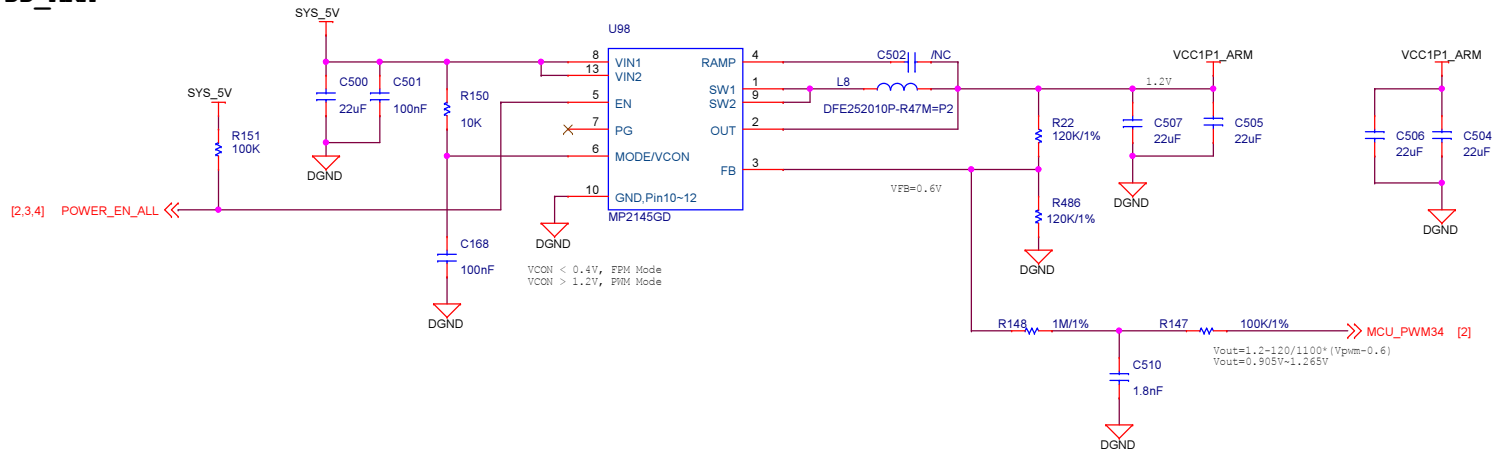 SYS_5V
U98
C500
22uF
C501
100nF
R150
10K
SYS_5V
R151
100K
DGND
[2,3,4] POWER_EN_ALL
C168
100nF
DGND
8 VIN1
13 VIN2
5 EN
7 PG
6 MODE/VCON
10 GND,Pin10~12
MP2145GD
DGND
RAMP 4
SW1 1
SW2 9
OUT 2
FB 3
VCON < 0.4V, FPM Mode
VCON > 1.2V, PWM Mode
C502 /NC
L8
DFE252010P-R47M=P2
1.2V
VCC1P1_ARM
R22
120K/1%
C507
22uF
C505
22uF
VFB=0.6V
R486
120K/1%
DGND
DGND
VCC1P1_ARM
C506
22uF
C504
22uF
DGND
R148 1M/1%
R147 100K/1%
MCU_PWM34 [2]
Vout=1.2-120/1100*(Vpwm-0.6)
Vout=0.905V~1.265V
C510
1.8nF
DGND